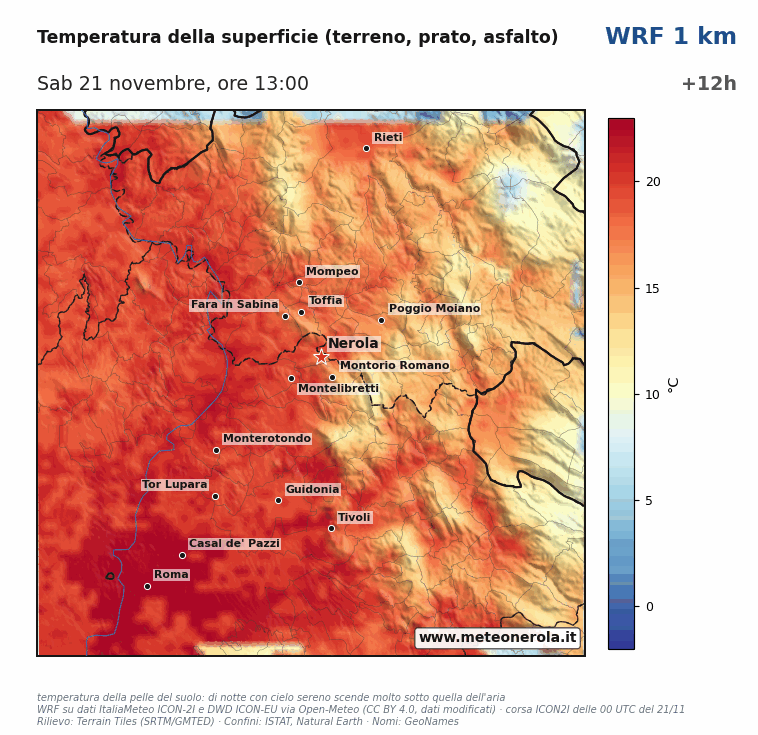 Temperatura della superficie (terreno, prato, asfalto)
WRF 1 km
Sab 21 novembre, ore 13:00
+12h
Rieti
20
Mompeo
Toffia
Fara in Sabina
Poggio Moiano
15
Nerola
Montorio Romano
Montelibretti
10
°C
Monterotondo
Tor Lupara
Guidonia
5
Tivoli
Casal de' Pazzi
Roma
0
www.meteonerola.it
temperatura della pelle del suolo: di notte con cielo sereno scende molto sotto quella dell'aria
WRF su dati ItaliaMeteo ICON-2I e DWD ICON-EU via Open-Meteo (CC BY 4.0, dati modificati) · corsa ICON2I delle 00 UTC del 21/11
Rilievo: Terrain Tiles (SRTM/GMTED) · Confini: ISTAT, Natural Earth · Nomi: GeoNames